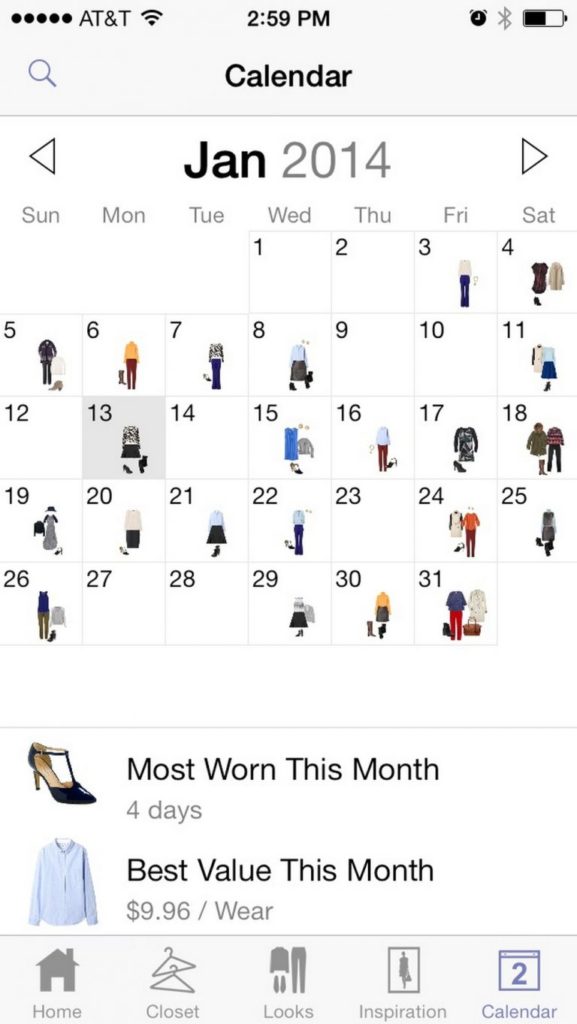 AT&T 2:59 PM
Calendar
Jan 2014
Sun Mon Tue Wed Thu Fri Sat
1 2 3 4
5 6 7 8 9 10 11
12 13 14 15 16 17 18
19 20 21 22 23 24 25
26 27 28 29 30 31
Most Worn This Month
4 days
Best Value This Month
$9.96 / Wear
2
Home Closet Looks Inspiration Calendar